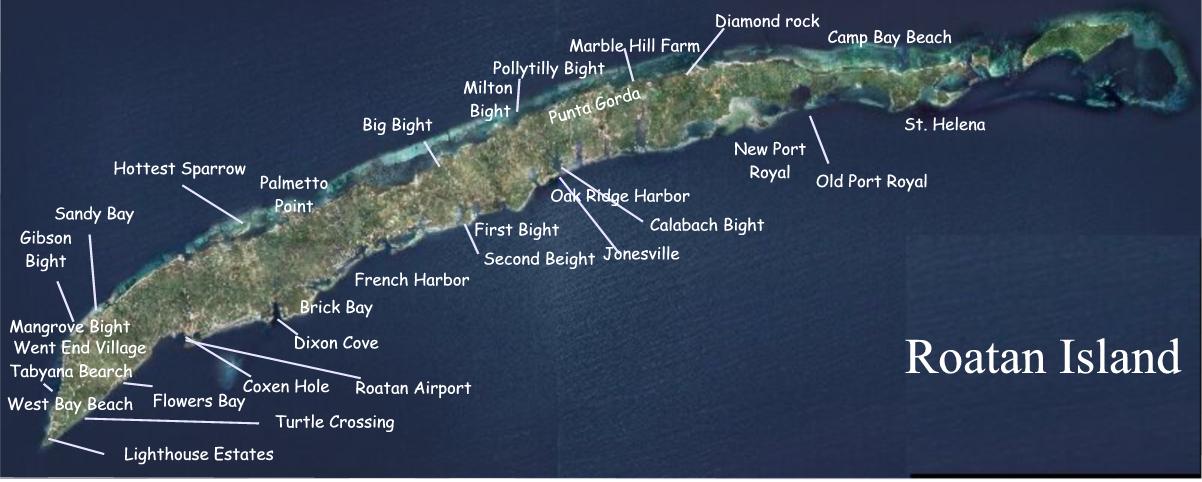 Diamond rock
Camp Bay Beach
Marble Hill Farm
Pollytilly Bight
Milton
Bight
Punta Gorda
Big Bight
St. Helena
New Port
Royal
Old Port Royal
Hottest Sparrow
Palmetto
Point
Oak Ridge Harbor
Calabach Bight
Sandy Bay
First Bight
Gibson
Bight
Second Beight
Jonesville
French Harbor
Brick Bay
Mangrove Bight
Went End Village
Dixon Cove
Roatan Island
Tabyana Bearch
Coxen Hole
Roatan Airport
West Bay Beach
Flowers Bay
Turtle Crossing
Lighthouse Estates